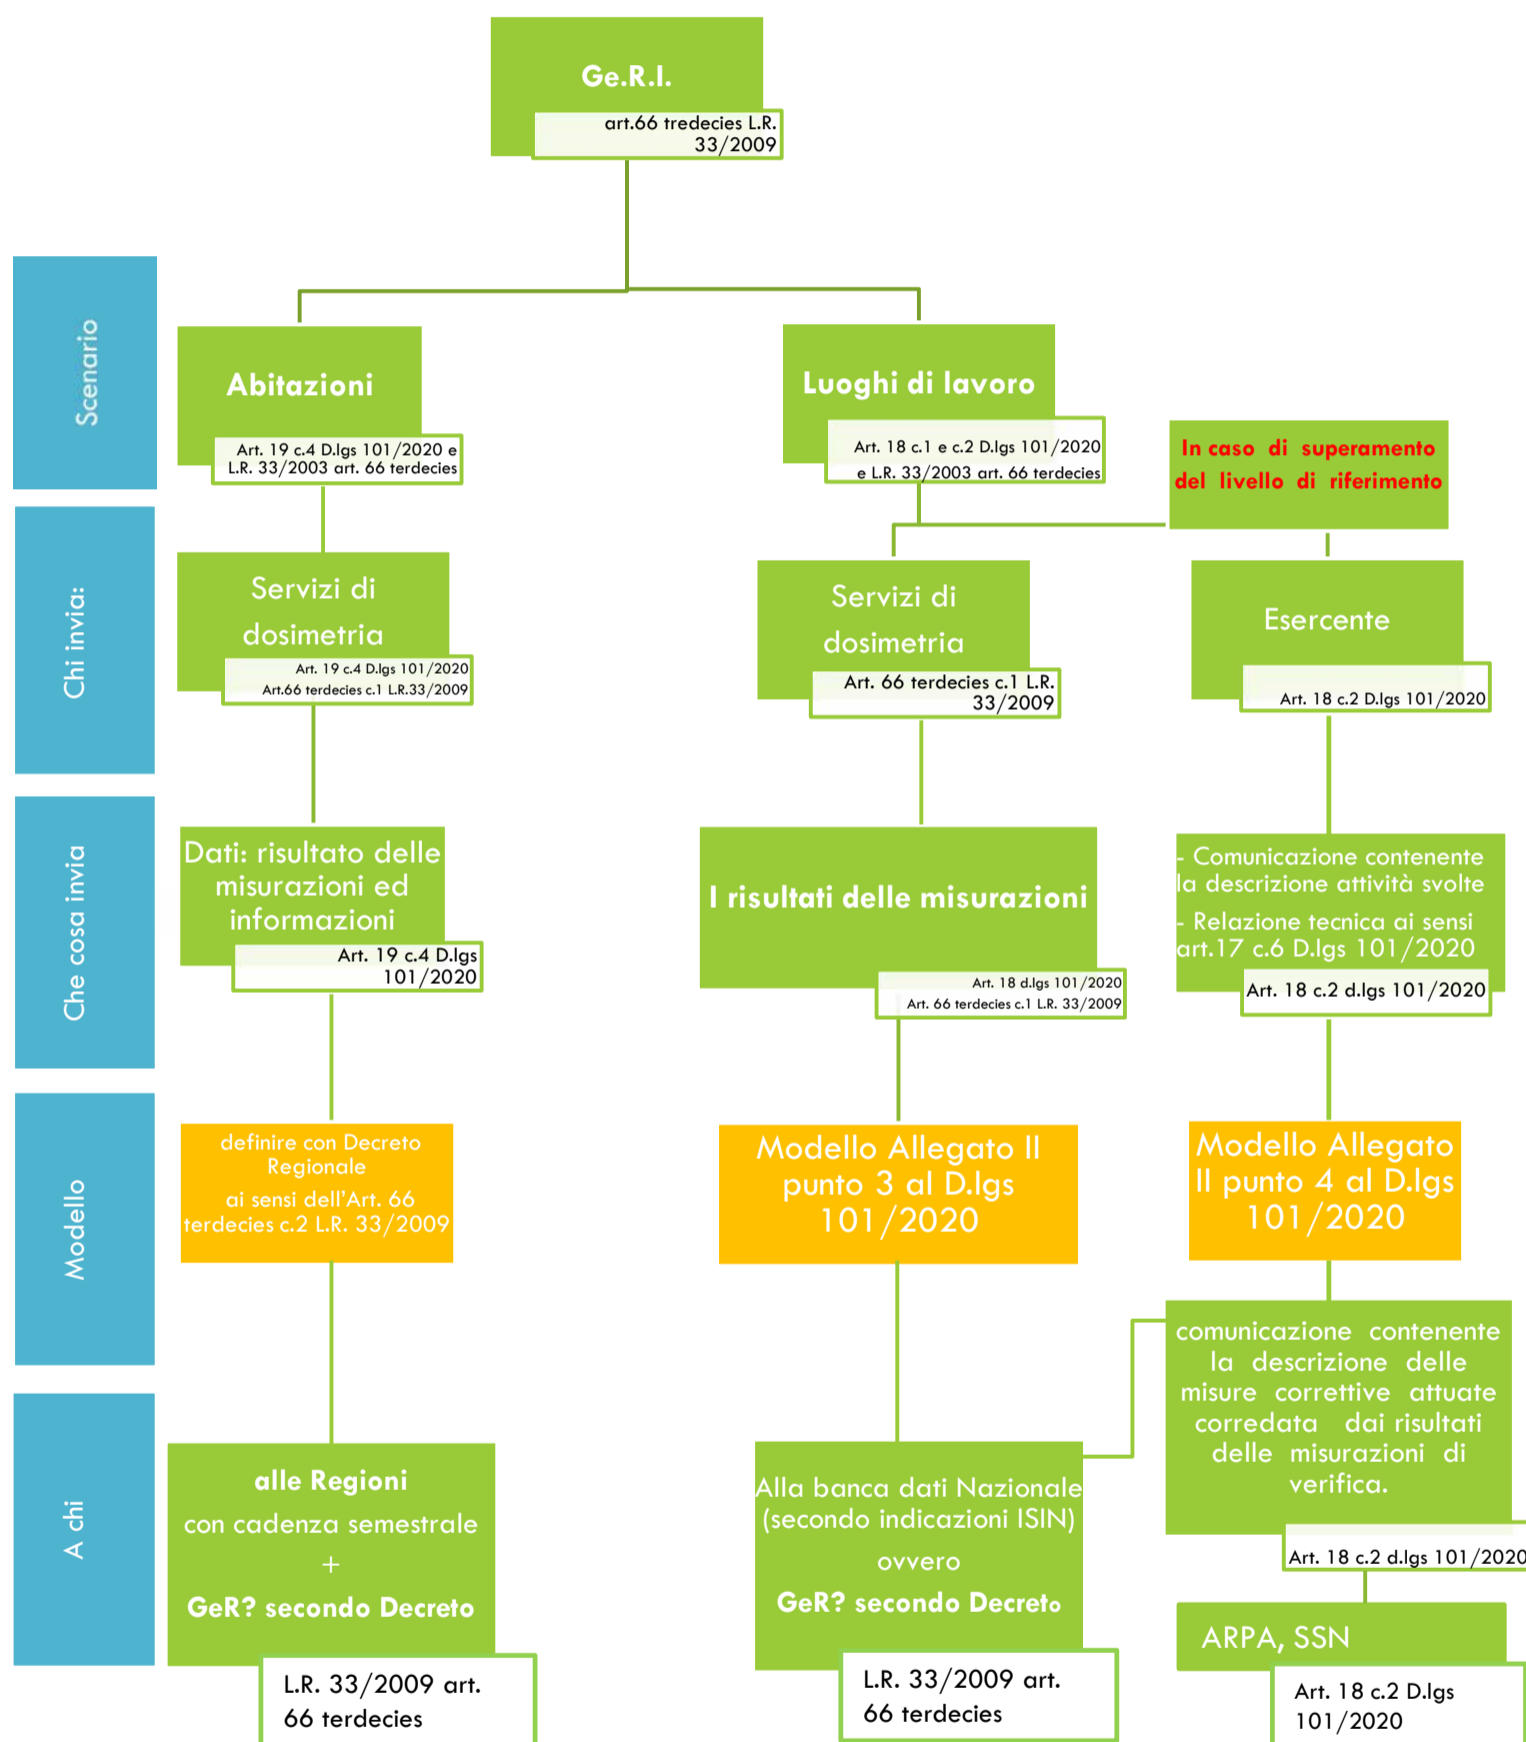 Ge.R.I.
art.66 tredecies L.R.
33/2009
Scenario
Abitazioni
Art. 19 c.4 D.lgs 101/2020 e
L.R. 33/2003 art. 66 terdecies
Luoghi di lavoro
Art. 18 c.1 e c.2 D.lgs 101/2020
e L.R. 33/2003 art. 66 terdecies
In caso di superamento
del livello di riferimento
Chi invia:
Servizi di
dosimetria
Art. 19 c.4 D.lgs 101/2020
Art.66 terdecies c.1 L.R.33/2009
Servizi di
dosimetria
Art. 66 terdecies c.1 L.R.
33/2009
Esercente
Art. 18 c.2 D.lgs 101/2020
Che cosa invia
Dati: risultato delle
misurazioni ed
informazioni
Art. 19 c.4 D.lgs
101/2020
I risultati delle misurazioni
Art. 18 d.lgs 101/2020
Art. 66 terdecies c.1 L.R. 33/2009
- Comunicazione contenente
la descrizione attività svolte
- Relazione tecnica ai sensi
art.17 c.6 D.lgs 101/2020
Art. 18 c.2 d.lgs 101/2020
Modello
definire con Decreto
Regionale
ai sensi dell'Art. 66
terdecies c.2 L.R. 33/2009
Modello Allegato II
punto 3 al D.lgs
101/2020
Modello Allegato
II punto 4 al D.lgs
101/2020
comunicazione contenente
la descrizione delle
misure correttive attuate
corredata dai risultati
delle misurazioni di
verifica.
Art. 18 c.2 d.lgs 101/2020
A chi
alle Regioni
con cadenza semestrale
+
GeR? secondo Decreto
L.R. 33/2009 art.
66 terdecies
Alla banca dati Nazionale
(secondo indicazioni ISIN)
ovvero
GeR? secondo Decreto
L.R. 33/2009 art.
66 terdecies
ARPA, SSN
Art. 18 c.2 D.lgs
101/2020